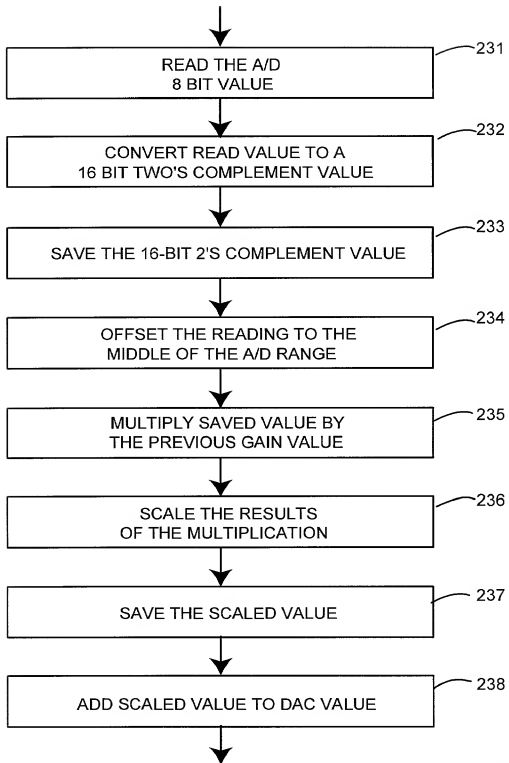 231
READ THE A/D
8 BIT VALUE
232
CONVERT READ VALUE TO A
16 BIT TWO'S COMPLEMENT VALUE
233
SAVE THE 16-BIT 2'S COMPLEMENT VALUE
234
OFFSET THE READING TO THE
MIDDLE OF THE A/D RANGE
235
MULTIPLY SAVED VALUE BY
THE PREVIOUS GAIN VALUE
236
SCALE THE RESULTS
OF THE MULTIPLICATION
237
SAVE THE SCALED VALUE
238
ADD SCALED VALUE TO DAC VALUE